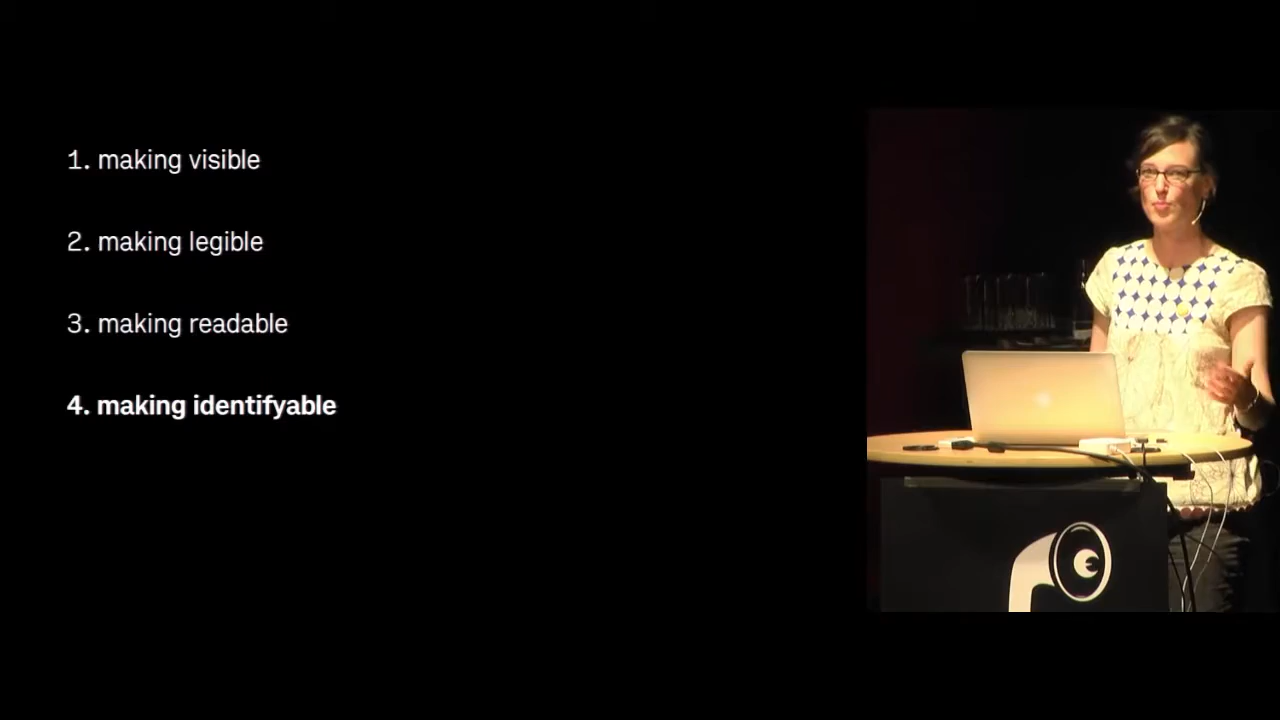 1. making visible
2. making legible
3. making readable
4. making identifyable